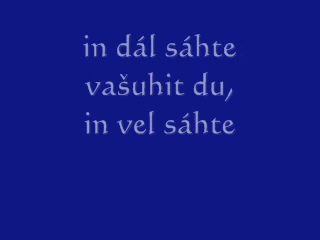 in dál sáhte
vašuhit du,
in vel sáhte